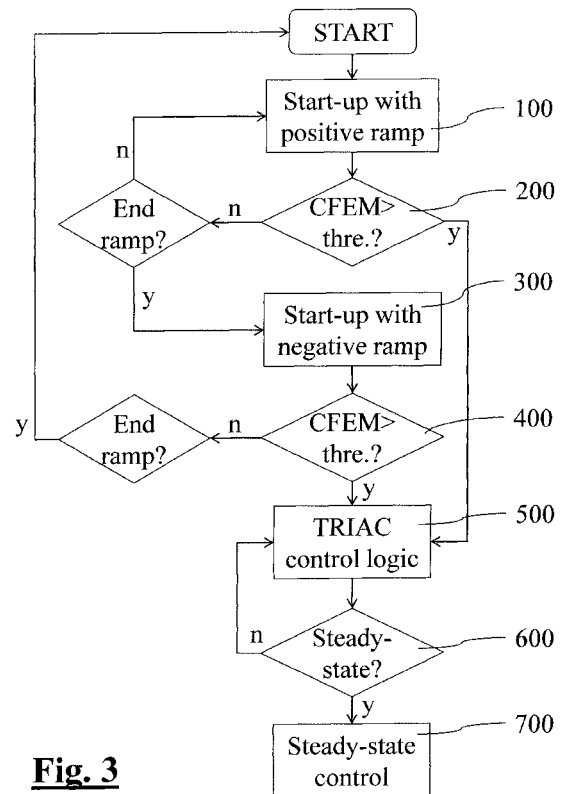 START
Start-up with
positive ramp
100
n
200
End
ramp?
n
CFEM>
thre.?
y
y
300
Start-up with
negative ramp
y
End
ramp?
n
CFEM>
thre.?
400
y
500
TRIAC
control logic
n
Steady-
state?
600
y
700
Steady-state
control
Fig. 3